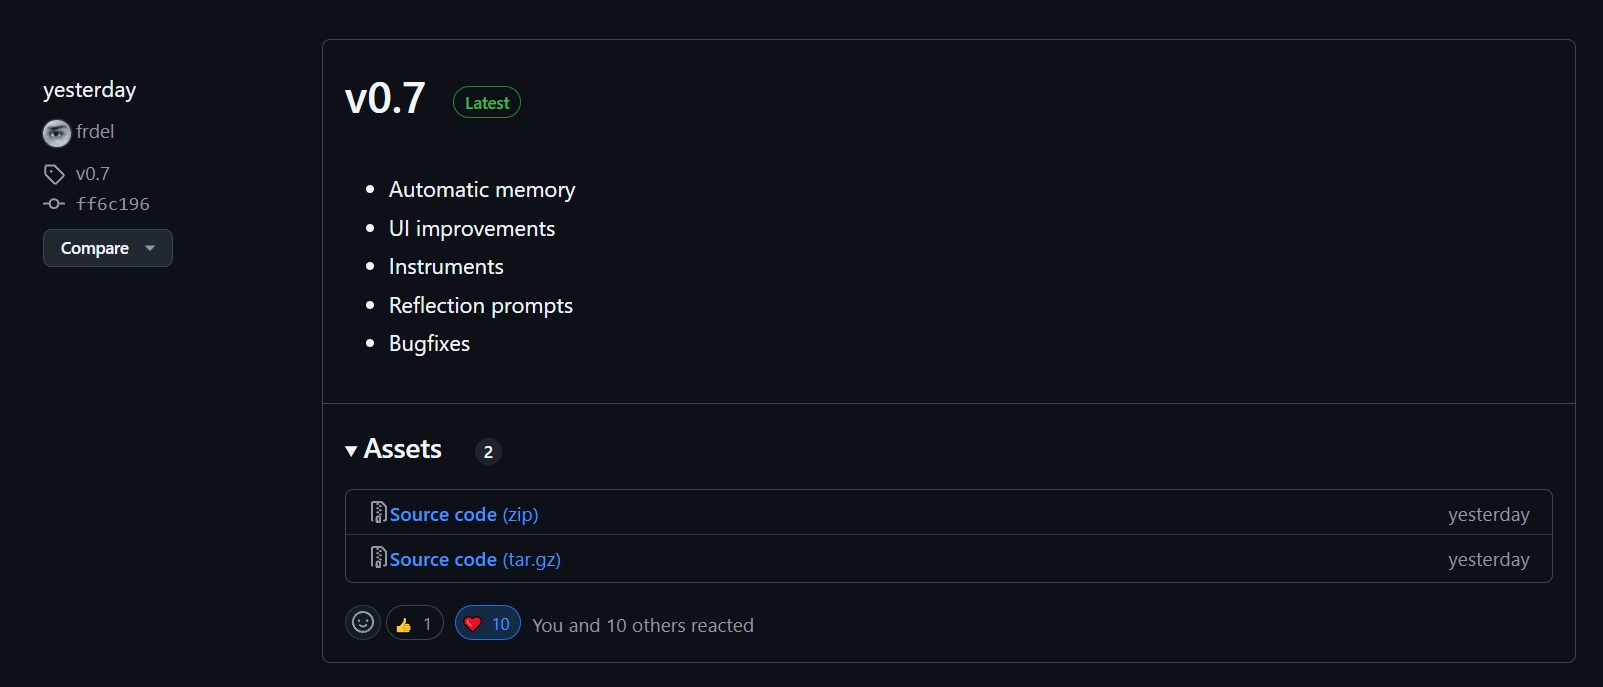 yesterday
frdel
v0.7
ff6c196
Compare
v0.7 Latest
Automatic memory
UI improvements
Instruments
Reflection prompts
Bugfixes
Assets 2
Source code (zip) yesterday
Source code (tar.gz) yesterday
👍 1 ❤️ 10 You and 10 others reacted